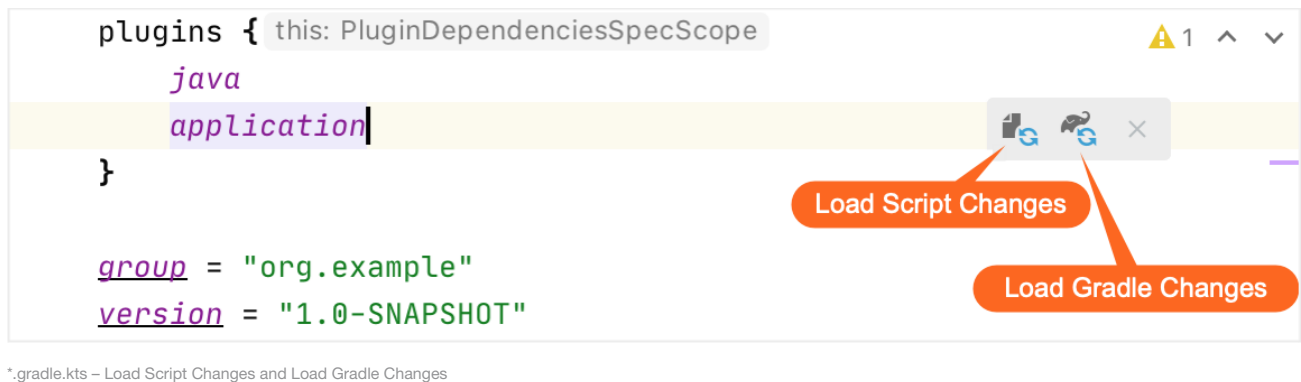 plugins { this: PluginDependenciesSpecScope 1
java
application
}
Load Script Changes
group = "org.example"
Load Gradle Changes
version = "1.0-SNAPSHOT"
*.gradle.kts – Load Script Changes and Load Gradle Changes